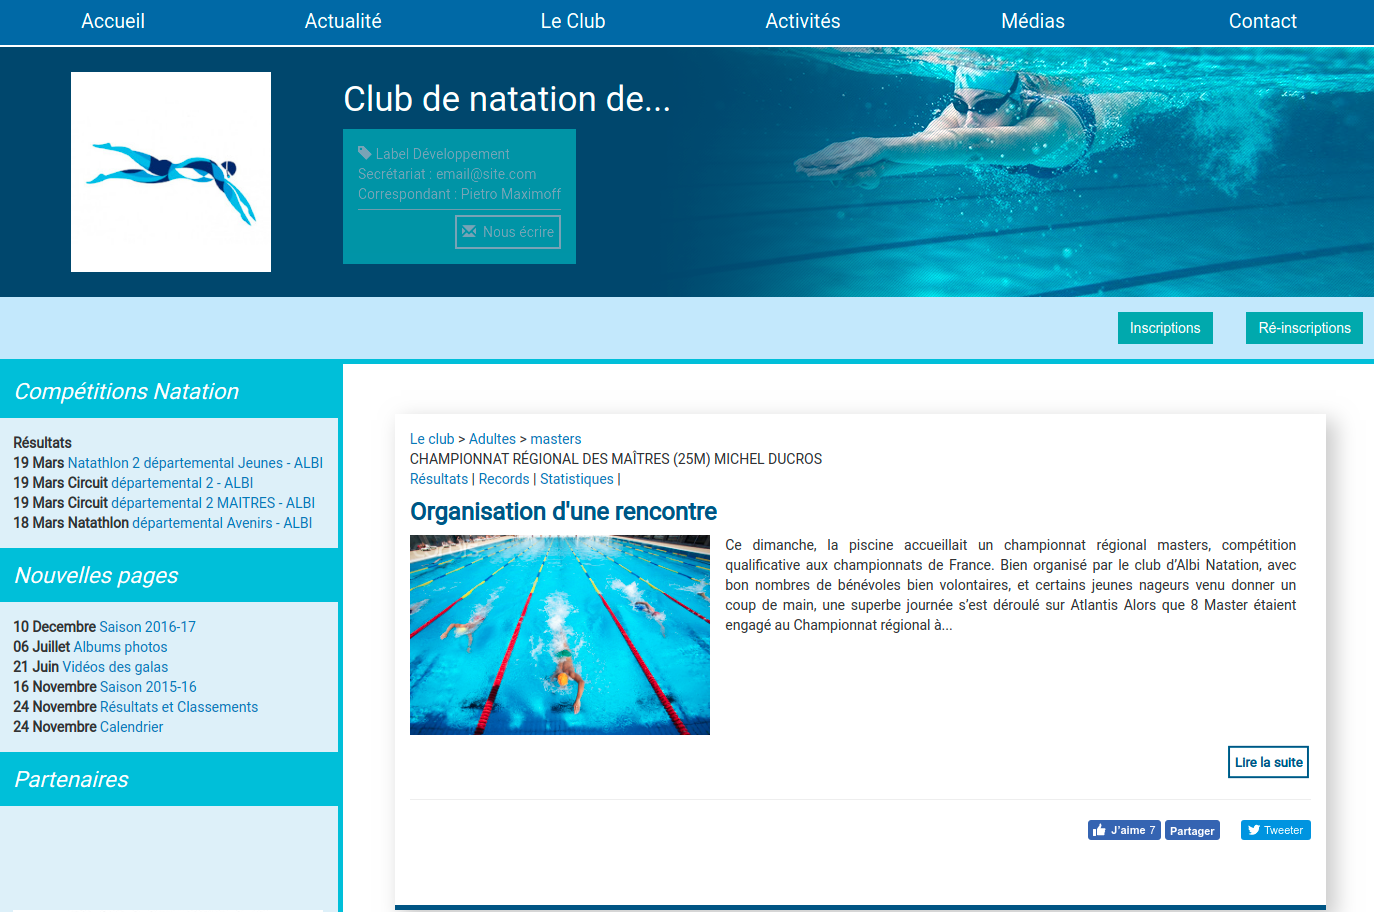 Accueil
Actualité
Le Club
Activités
Médias
Contact
Club de natation de...
Label Développement
Secrétariat : email@site.com
Correspondant : Pietro Maximoff
Nous écrire
Inscriptions
Ré-inscriptions
Compétitions Natation
Résultats
19 Mars Natathlon 2 départemental Jeunes - ALBI
19 Mars Circuit départemental 2 - ALBI
19 Mars Circuit départemental 2 MAITRES - ALBI
18 Mars Natathlon départemental Avenirs - ALBI
Nouvelles pages
10 Decembre Saison 2016-17
06 Juillet Albums photos
21 Juin Vidéos des galas
16 Novembre Saison 2015-16
24 Novembre Résultats et Classements
24 Novembre Calendrier
Partenaires
Le club > Adultes > masters
CHAMPIONNAT RÉGIONAL DES MAÎTRES (25M) MICHEL DUCROS
Résultats | Records | Statistiques |
Organisation d'une rencontre
Ce dimanche, la piscine accueillait un championnat régional masters, compétition
qualificative aux championnats de France. Bien organisé par le club d’Albi Natation, avec
bon nombres de bénévoles bien volontaires, et certains jeunes nageurs venu donner un
coup de main, une superbe journée s’est déroulé sur Atlantis Alors que 8 Master étaient
engagé au Championnat régional à...
Lire la suite
J’aime 7
Partager
Tweeter